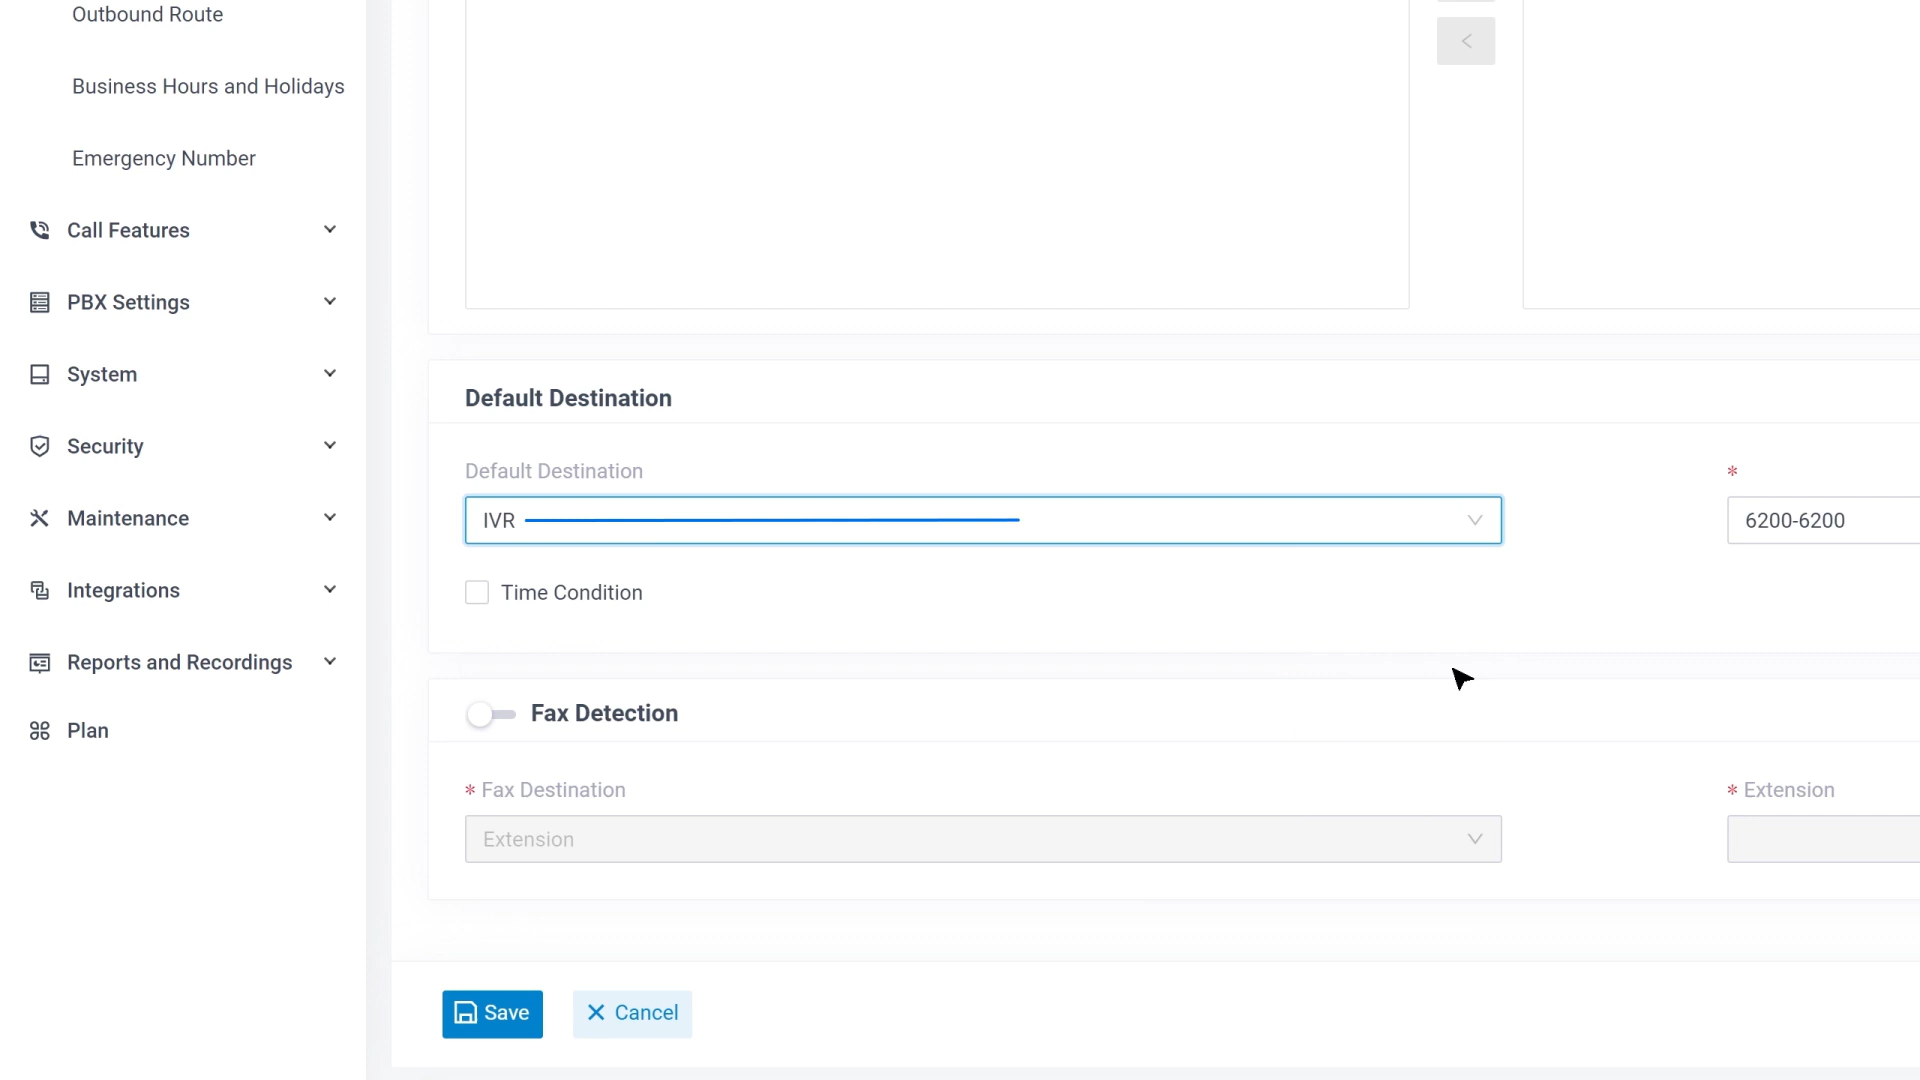 Outbound Route
Business Hours and Holidays
Emergency Number
Call Features
PBX Settings
System
Security
Maintenance
Integrations
Reports and Recordings
Plan
Default Destination
Default Destination
*
IVR
6200-6200
Time Condition
Fax Detection
* Fax Destination
* Extension
Extension
Save
Cancel